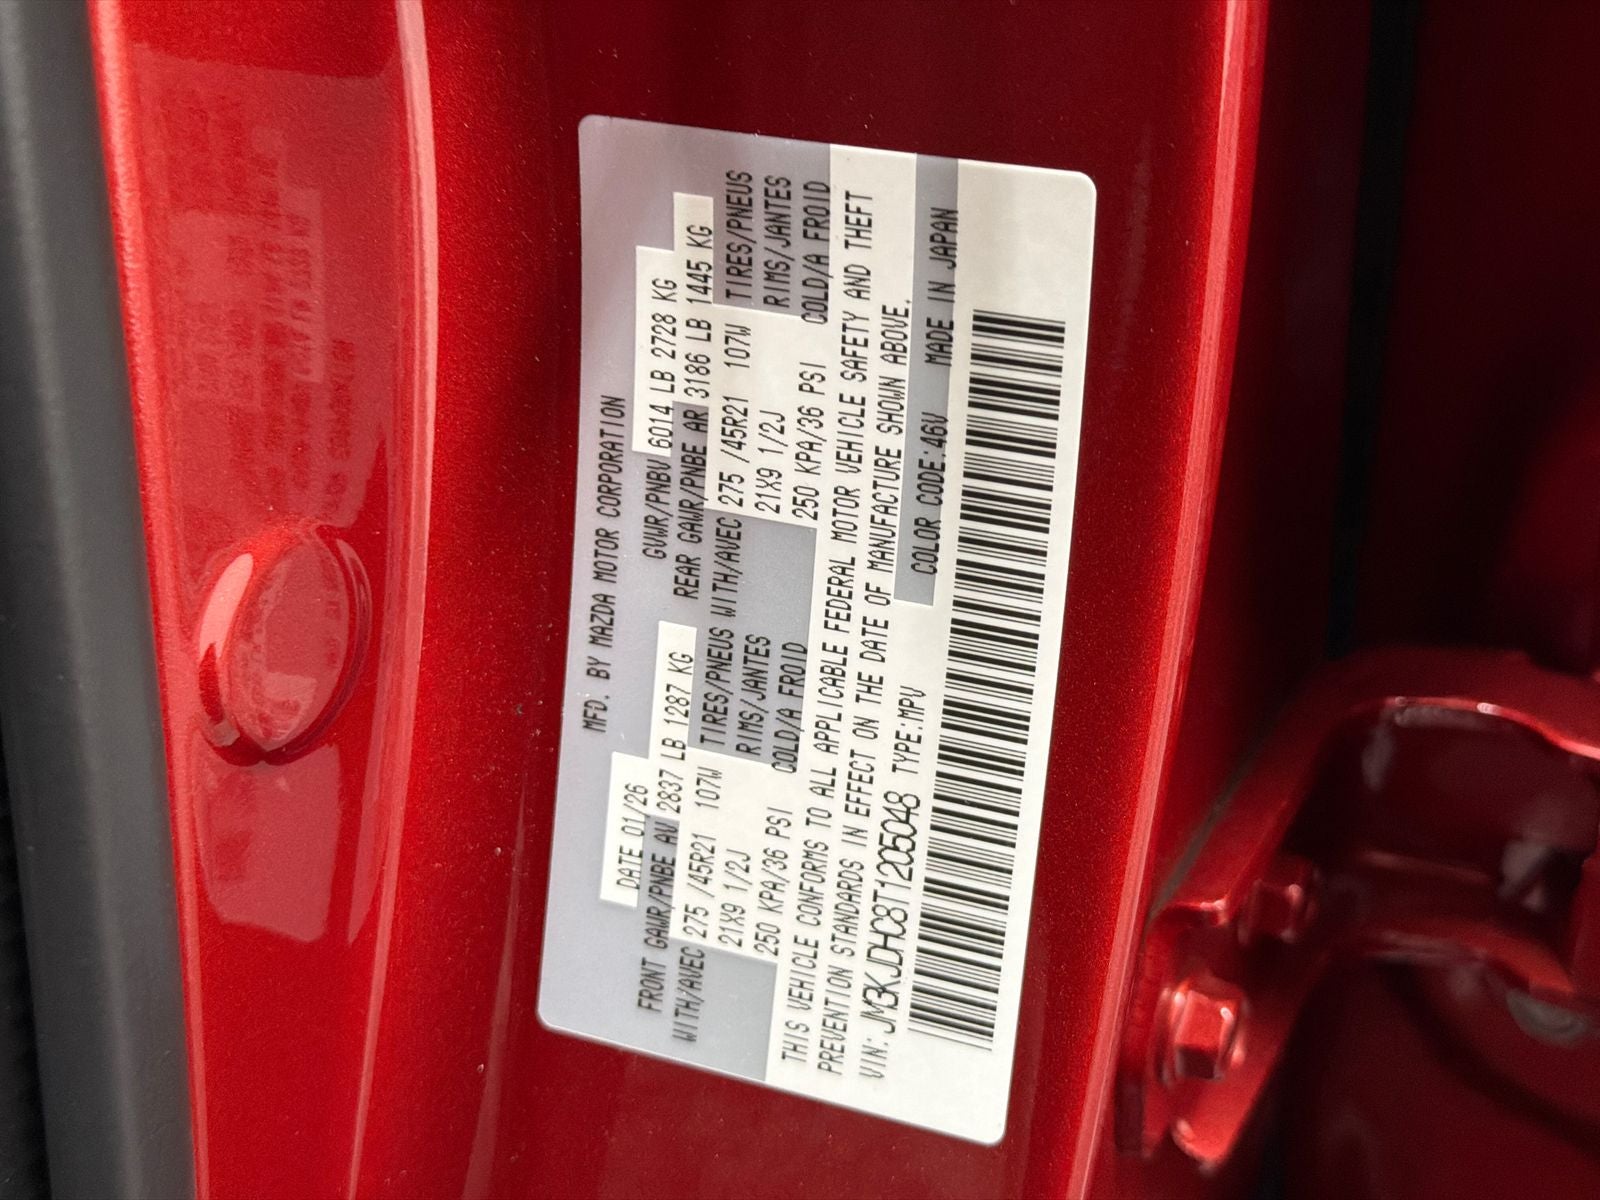 MFD. BY MAZDA MOTOR CORPORATION
DATE 01/26 GVWR/PNBV 6014 LB 2728 KG
FRONT GAWR/PNBE AV 2837 LB 1287 KG REAR GAWR/PNBE AR 3186 LB 1445 KG
WITH/AVEC 275 /45R21 107W TIRES/PNEUS WITH/AVEC 275 /45R21 107W TIRES/PNEUS
21X9 1/2J RIMS/JANTES 21X9 1/2J RIMS/JANTES
250 KPA/36 PSI COLD/A FROID 250 KPA/36 PSI COLD/A FROID
THIS VEHICLE CONFORMS TO ALL APPLICABLE FEDERAL MOTOR VEHICLE SAFETY AND THEFT
PREVENTION STANDARDS IN EFFECT ON THE DATE OF MANUFACTURE SHOWN ABOVE.
VIN: JM3KJDHC8T1205048 TYPE:MPV COLOR CODE:46V MADE IN JAPAN